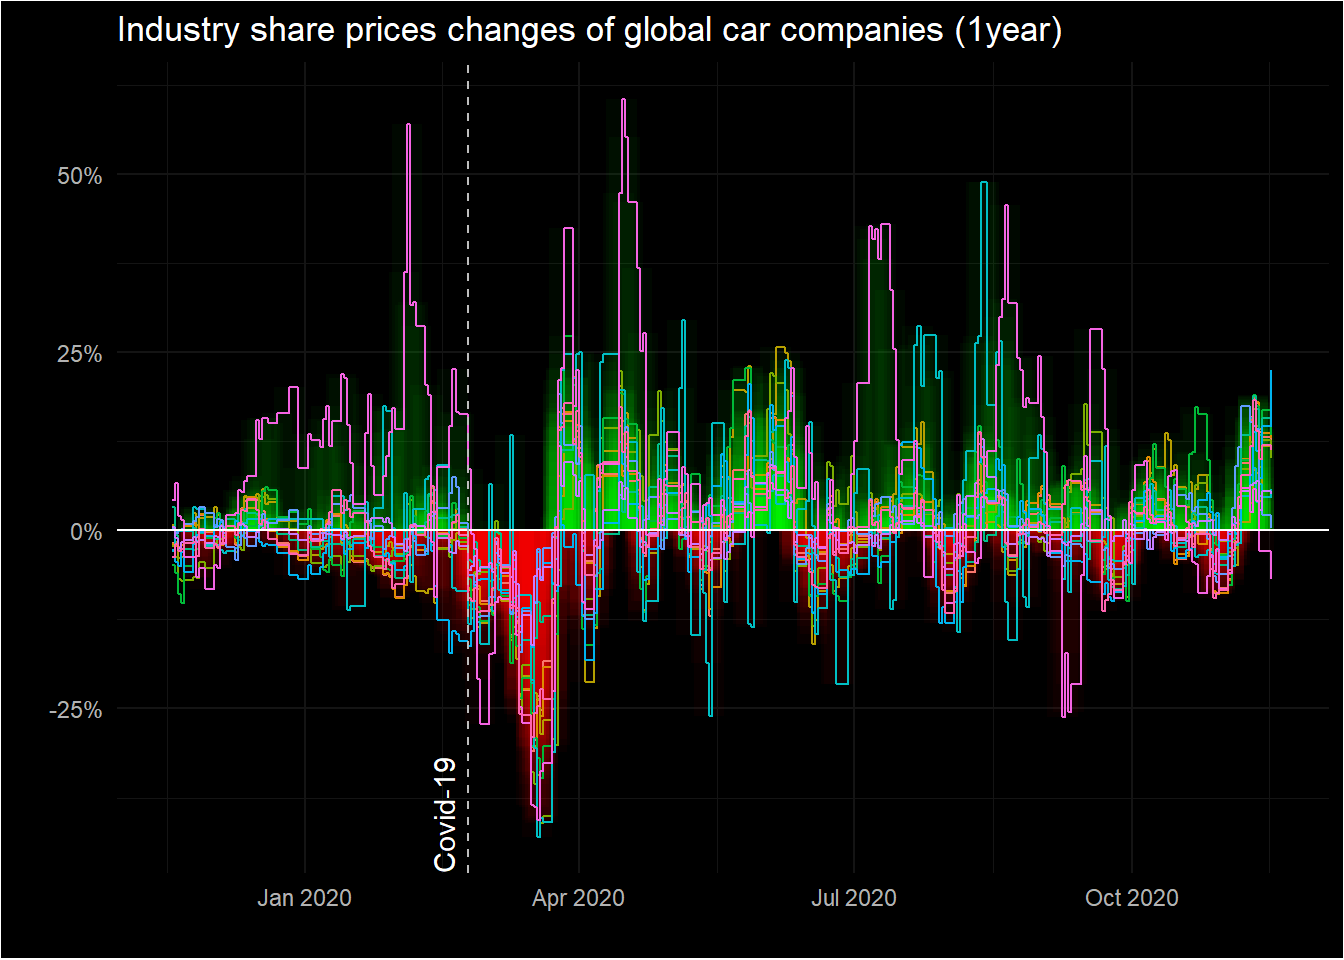 Industry share prices changes of global car companies (1year)
50%
25%
0%
-25%
Covid-19
Jan 2020
Apr 2020
Jul 2020
Oct 2020